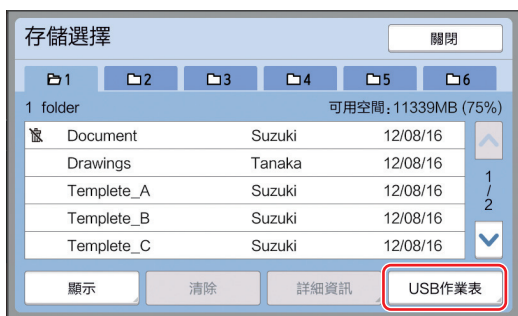 存儲選擇
關閉
1 2 3 4 5 6
1 folder 可用空間:11339MB (75%)
Document Suzuki 12/08/16
Drawings Tanaka 12/08/16
Templete_A Suzuki 12/08/16
Templete_B Suzuki 12/08/16
Templete_C Suzuki 12/08/16
1
/
2
顯示 清除 詳細資訊 USB作業表